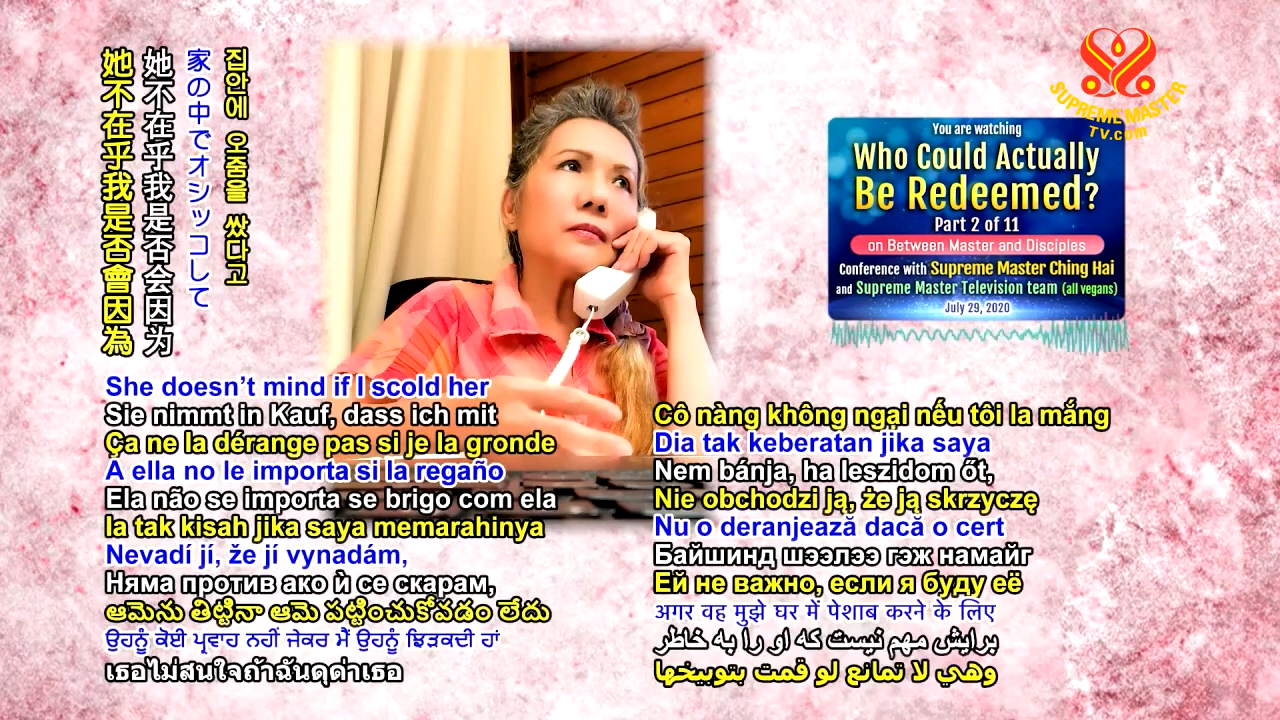 她不在乎我是否會因為
她不在乎我是否会因为
家の中でオシッコして
집안에 오줌을 쌌다고
SUPREME MASTER
TV.com
You are watching
Who Could Actually
Be Redeemed?
Part 2 of 11
on Between Master and Disciples
Conference with Supreme Master Ching Hai
and Supreme Master Television team (all vegans)
July 29, 2020
She doesn’t mind if I scold her
Sie nimmt in Kauf, dass ich mit
Ça ne la dérange pas si je la gronde
A ella no le importa si la regaño
Ela não se importa se brigo com ela
Ia tak kisah jika saya memarahinya
Nevadí jí, že jí vynadám,
Няма против ако ѝ се скарам,
ఆమెను తిట్టినా ఆమె పట్టించుకోవడం లేదు
ਉਹਨੂੰ ਕੋਈ ਪ੍ਰਵਾਹ ਨਹੀਂ ਜੇਕਰ ਮੈਂ ਉਹਨੂੰ ਝਿੜਕਦੀ ਹਾਂ
เธอไม่สนใจถ้าฉันดุด่าเธอ
Cô nàng không ngại nếu tôi la mắng
Dia tak keberatan jika saya
Nem bánja, ha leszidom őt,
Nie obchodzi ją, że ją skrzyczę
Nu o deranjează dacă o cert
Байшинд шээлээ гэж намайг
Ей не важно, если я буду её
अगर वह मुझे घर में पेशाब करने के लिए
برایش مهم نیست که او را به خاطر
وهي لا تمانع لو قمت بتوبيخها